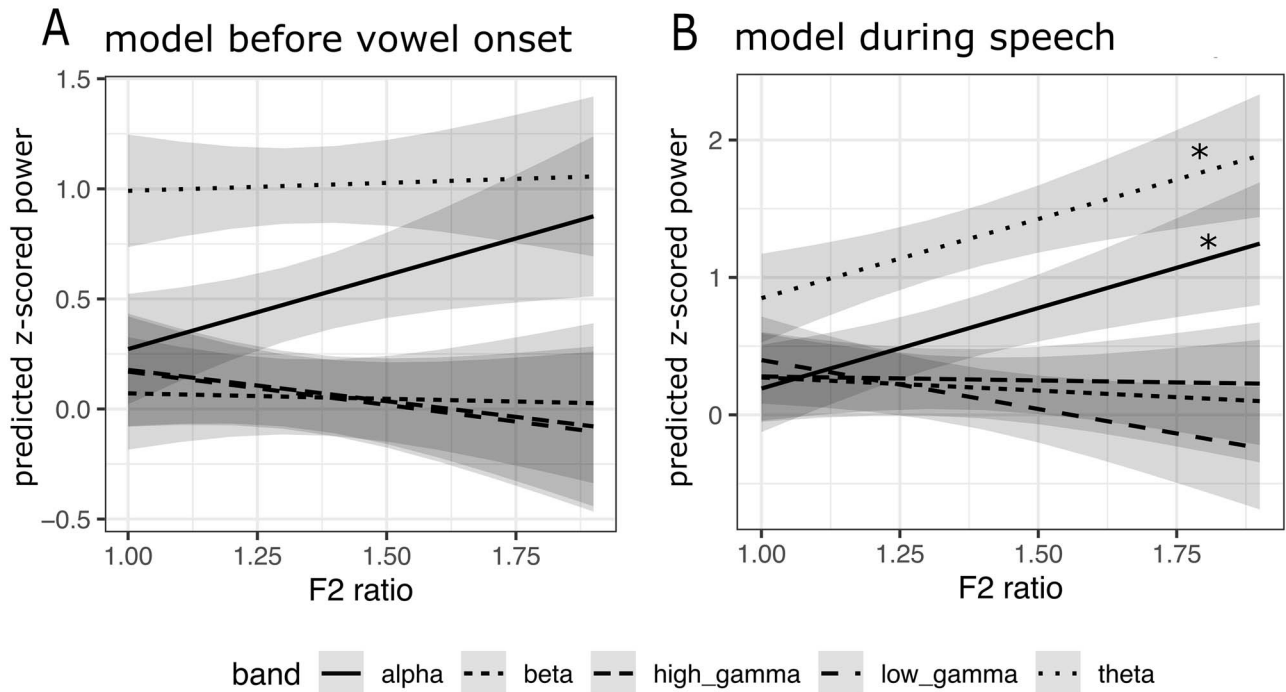 A model before vowel onset
1.5
1.0
0.5
0.0
−0.5
predicted z-scored power
1.00 1.25 1.50 1.75
F2 ratio
B model during speech
2
1
0
predicted z-scored power
*
*
1.00 1.25 1.50 1.75
F2 ratio
band alpha beta high_gamma low_gamma theta